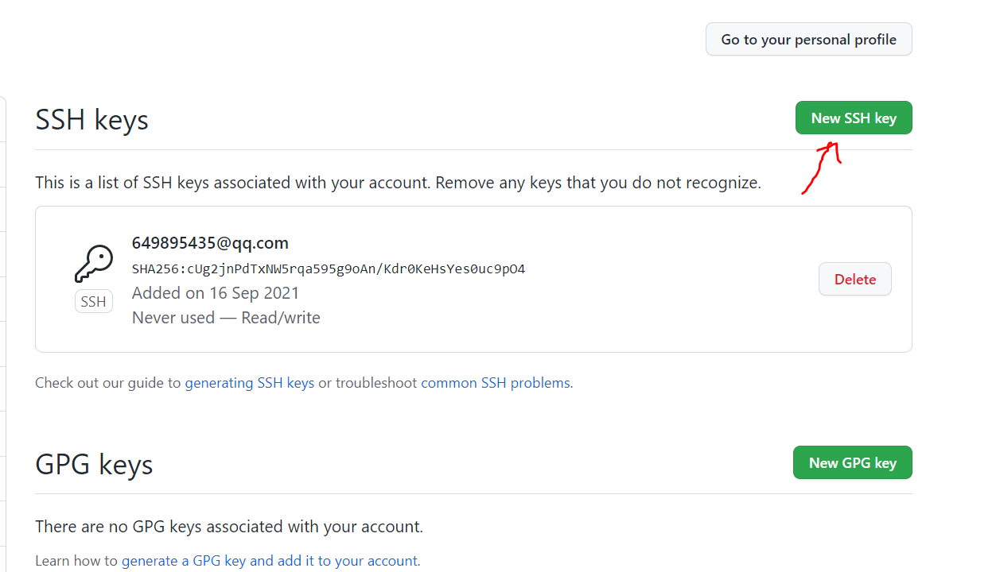 Go to your personal profile
SSH keys
New SSH key
This is a list of SSH keys associated with your account. Remove any keys that you do not recognize.
649895435@qq.com
SHA256:cUg2jnPdTxNW5rqa595g9oAn/Kdr0KeHsYes0uc9pO4
Added on 16 Sep 2021
Never used — Read/write
SSH
Delete
Check out our guide to generating SSH keys or troubleshoot common SSH problems.
GPG keys
New GPG key
There are no GPG keys associated with your account.
Learn how to generate a GPG key and add it to your account.